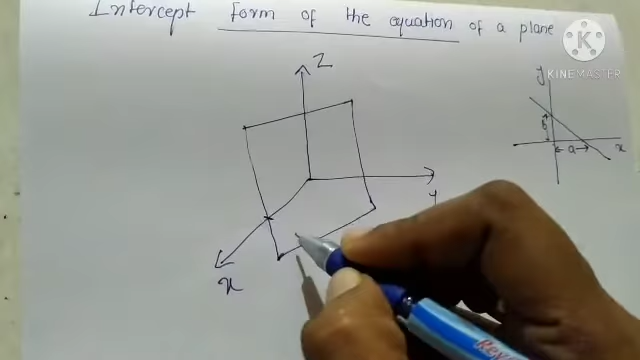 Intercept form of the equation of a plane
KINEMASTER
Z
y
b
a
x
y
x